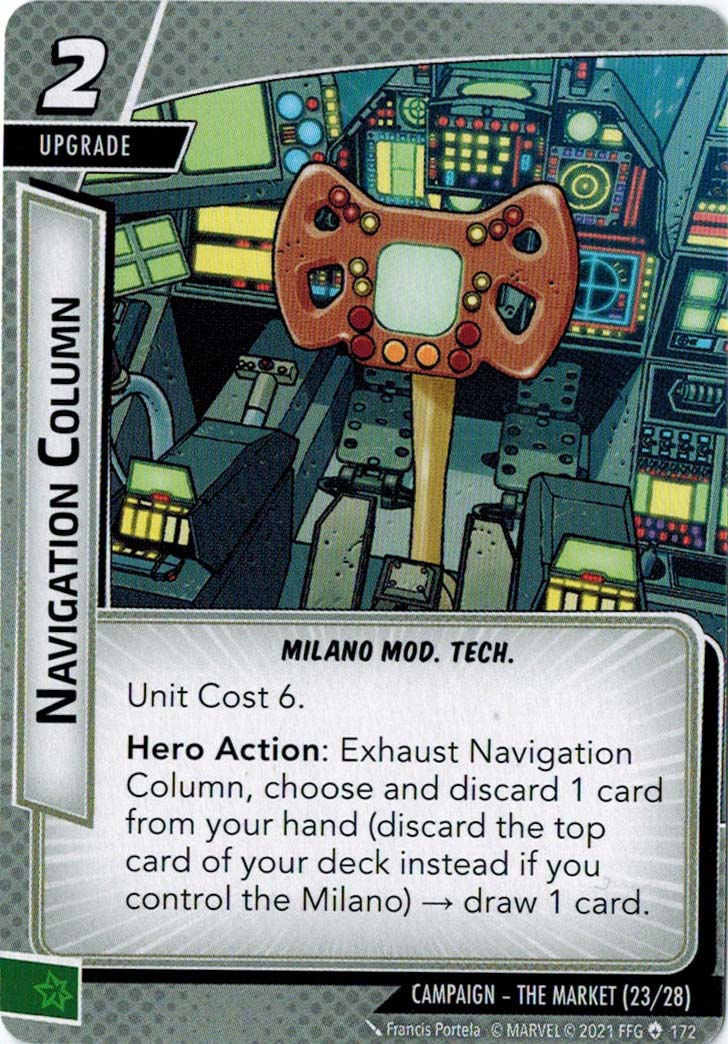 2
UPGRADE
NAVIGATION COLUMN
MILANO MOD. TECH.
Unit Cost 6.
Hero Action: Exhaust Navigation
Column, choose and discard 1 card
from your hand (discard the top
card of your deck instead if you
control the Milano) → draw 1 card.
CAMPAIGN – THE MARKET (23/28)
Francis Portela © MARVEL © 2021 FFG 172